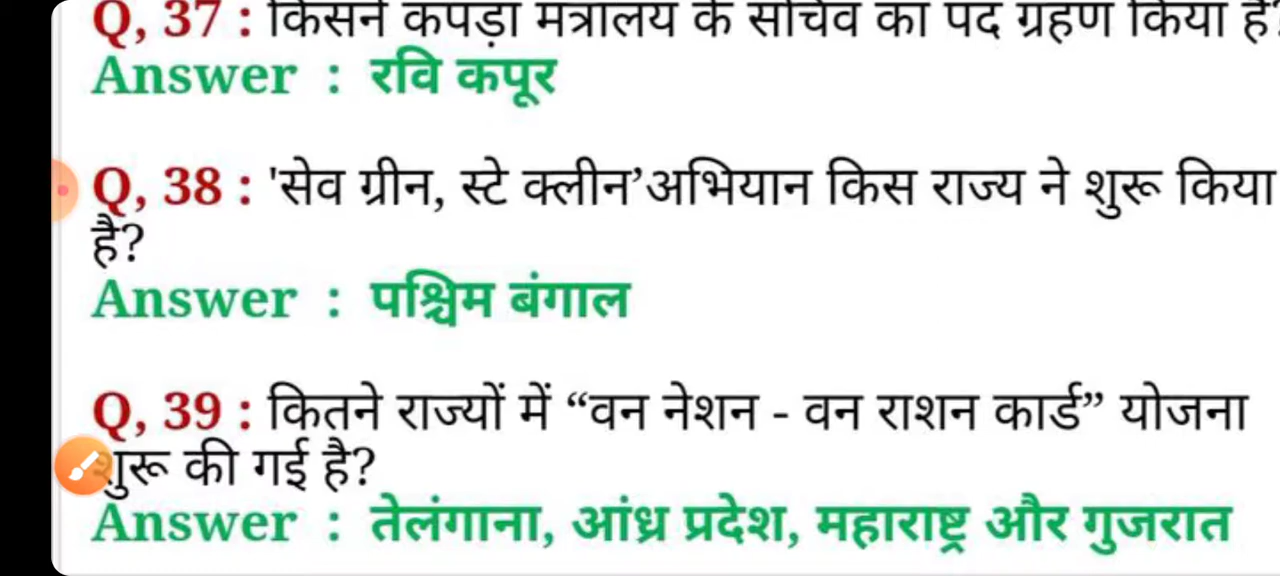 Q, 37 : किसने कपड़ा मंत्रालय के सचिव का पद ग्रहण किया है?
Answer : रवि कपूर
Q, 38 : 'सेव ग्रीन, स्टे क्लीन’अभियान किस राज्य ने शुरू किया
है?
Answer : पश्चिम बंगाल
Q, 39 : कितने राज्यों में “वन नेशन - वन राशन कार्ड” योजना
शुरू की गई है?
Answer : तेलंगाना, आंध्र प्रदेश, महाराष्ट्र और गुजरात